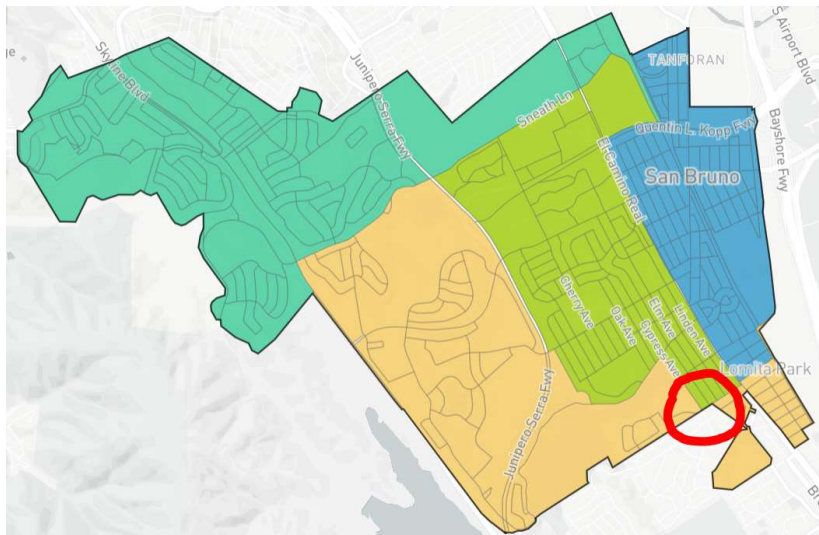 ge
Skyline Blvd
Junipero Serra Fwy
S Airport Blvd
TANFORAN
Sneath Ln
Quentin L. Kopp Fwy
Bayshore Fwy
El Camino Real
San Bruno
Cherry Ave
Oak Ave
Elm Ave
Cypress Ave
Linden Ave
Lomita Park
Junipero Serra Fwy